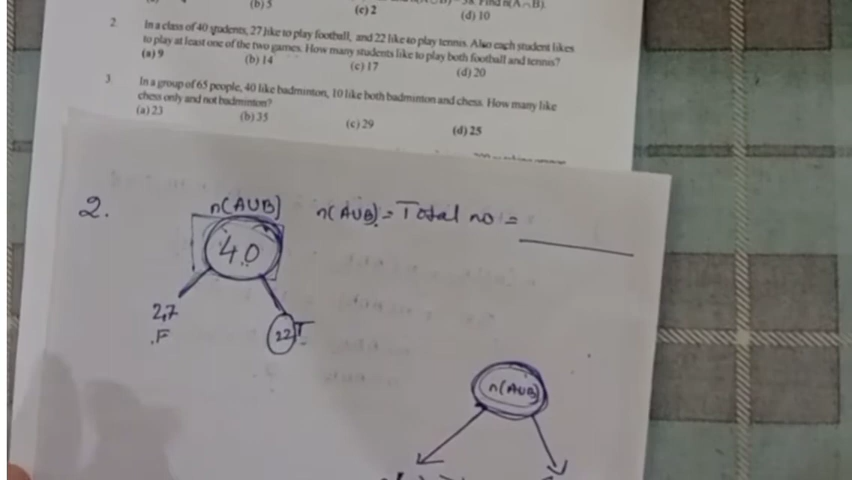 (b) 5
(c) 2
(d) 10
2. In a class of 40 students, 27 like to play football, and 22 like to play tennis. Also each student likes
to play at least one of the two games. How many students like to play both football and tennis?
(a) 9 (b) 14 (c) 17 (d) 20
3. In a group of 65 people, 40 like badminton, 10 like both badminton and chess. How many like
chess only and not badminton?
(a) 23 (b) 35 (c) 29 (d) 25
2.
n(AUB)
n(AUB) = Total no =
40
27
F
22 T
n(AUB)